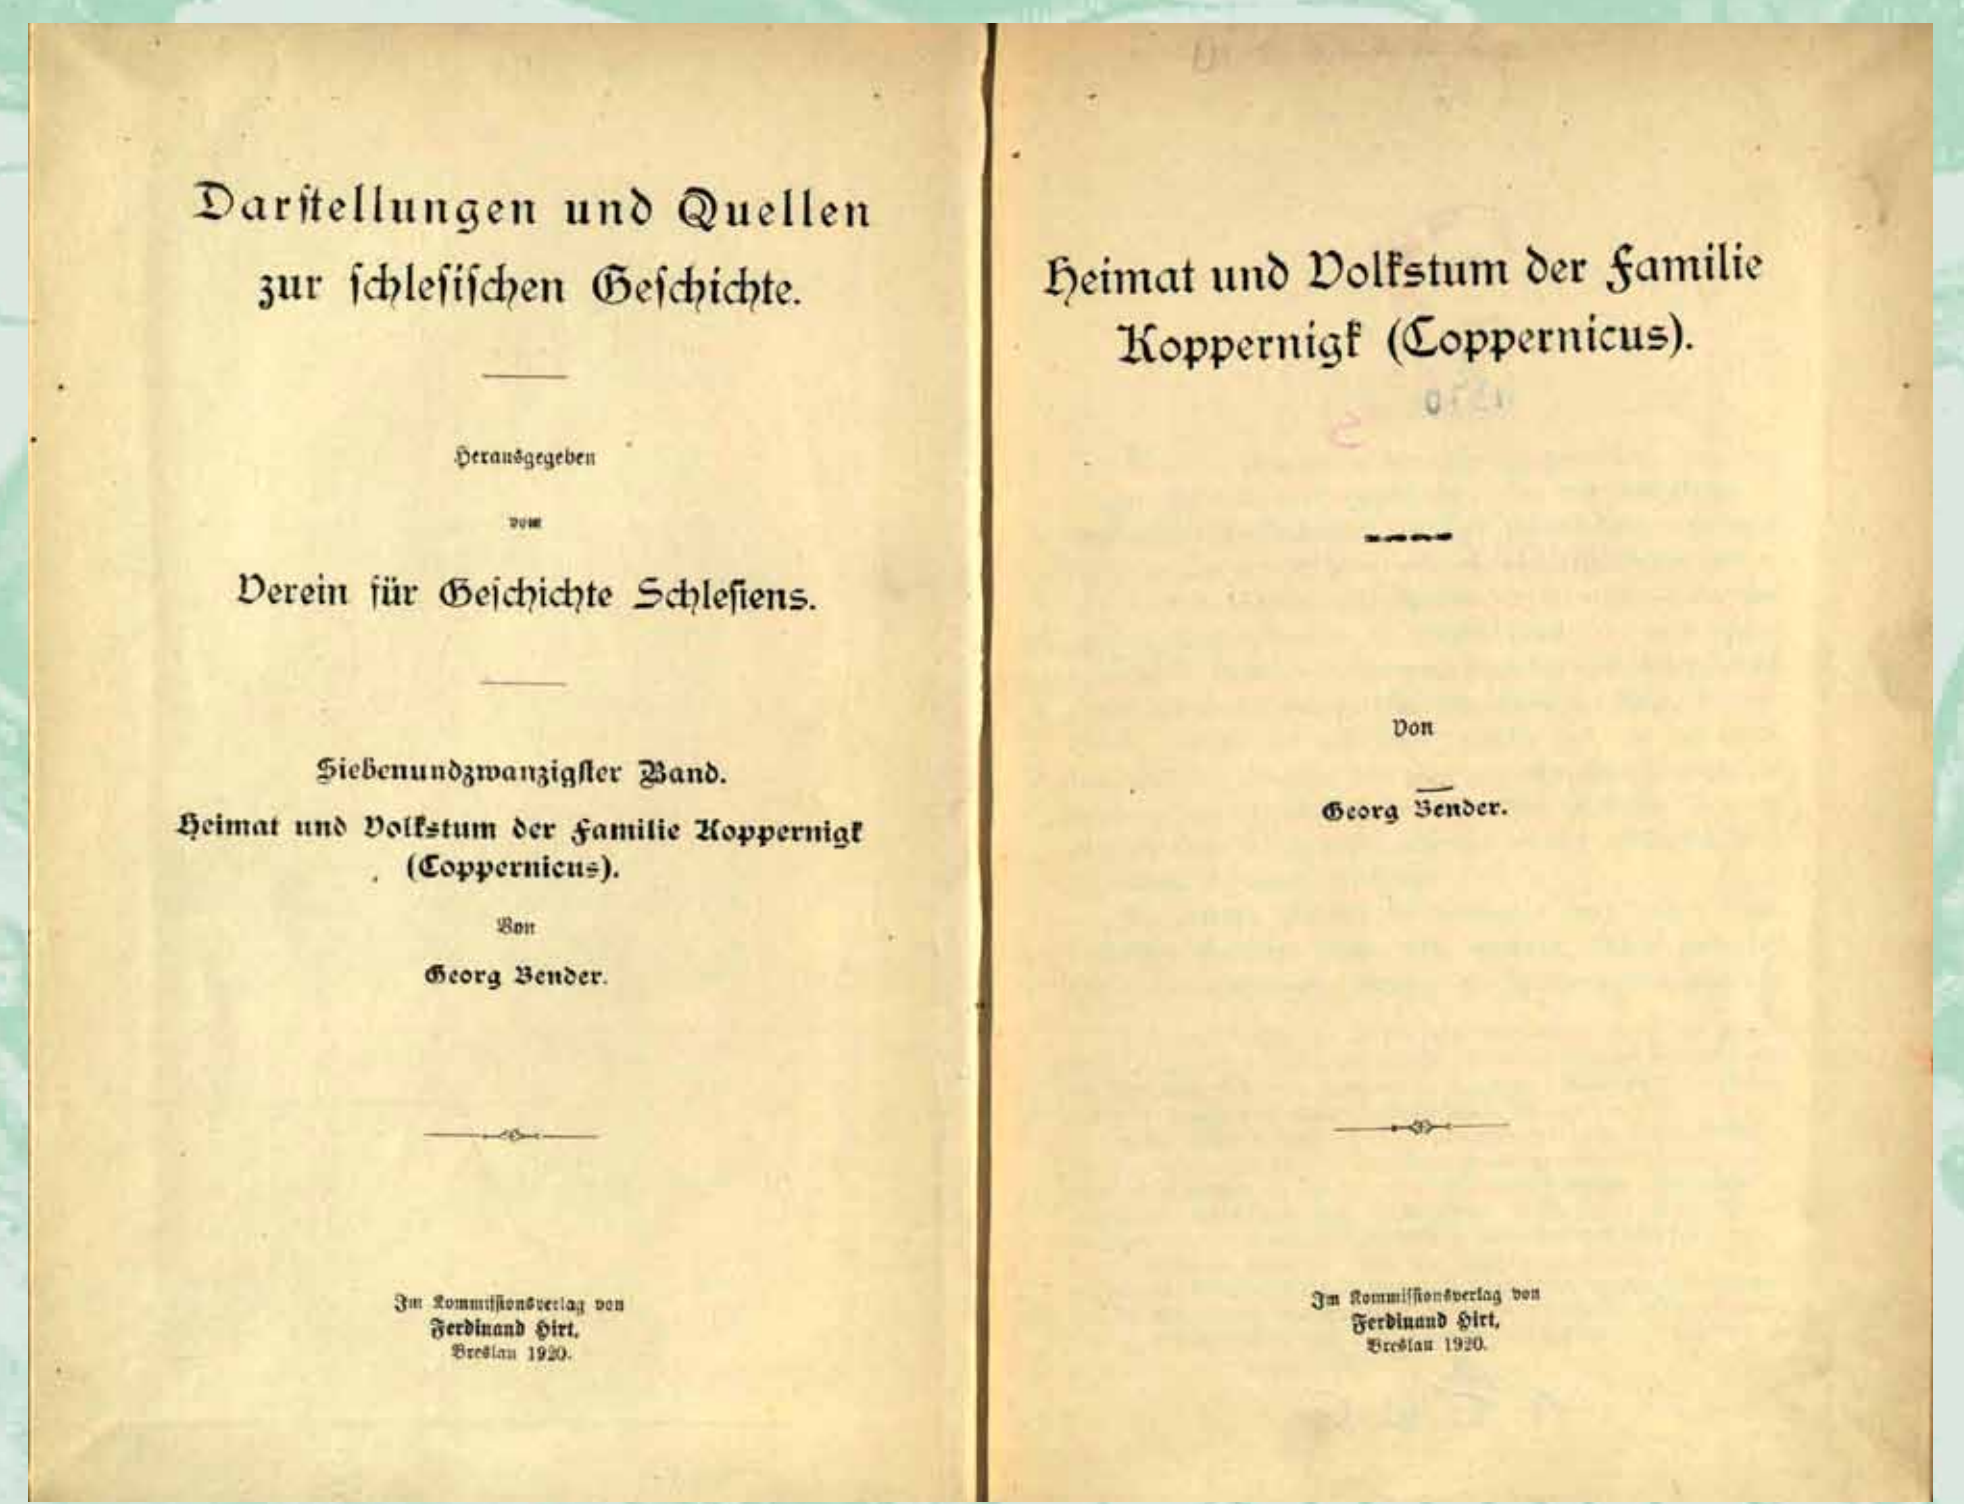 Darſtellungen und Quellen
zur ſchleſiſchen Geſchichte.
Herausgegeben
vom
Verein für Geſchichte Schleſiens.
Siebenundzwanzigſter Band.
Heimat und Volkstum der Familie Koppernigk
(Coppernicus).
Von
Georg Bender.
Im Kommiſſionsverlag von
Ferdinand Hirt,
Breslau 1920.
Heimat und Volkstum der Familie
Koppernigk (Coppernicus).
Von
Georg Bender.
Im Kommiſſionsverlag von
Ferdinand Hirt,
Breslau 1920.